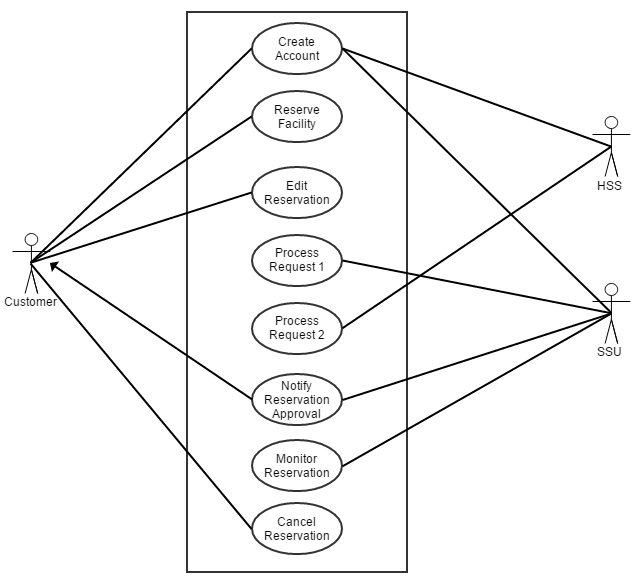 Create
Account
Reserve
Facility
Edit
Reservation
Process
Request 1
Process
Request 2
Notify
Reservation
Approval
Monitor
Reservation
Cancel
Reservation
Customer
HSS
SSU